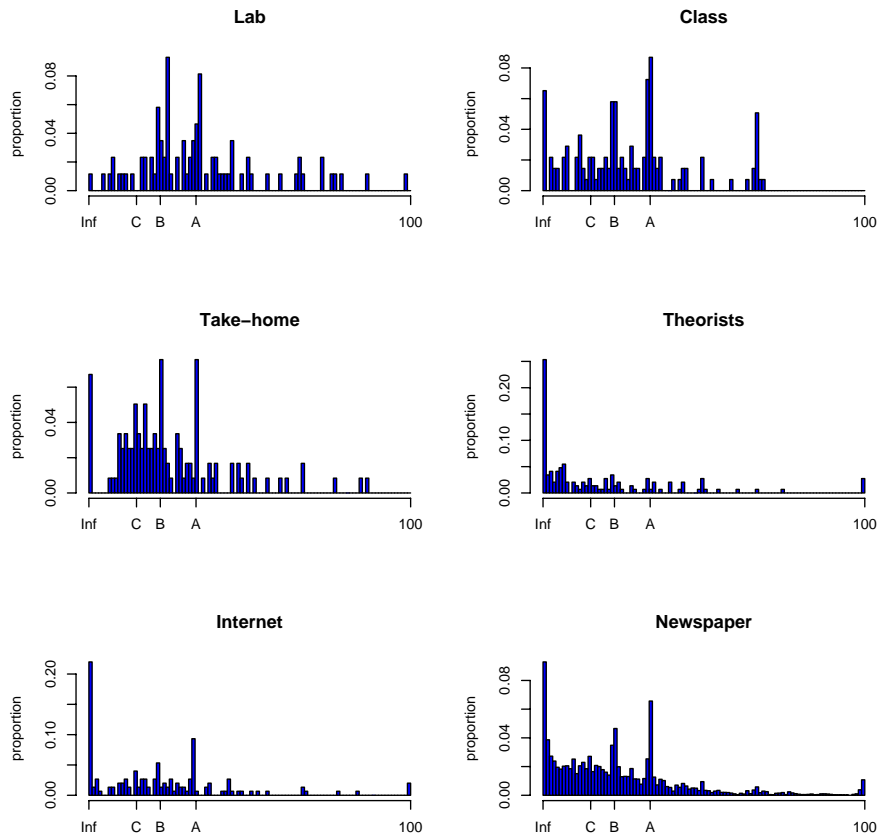 Lab
proportion
0.00
0.04
0.08
Inf
C
B
A
100
Class
proportion
0.00
0.04
0.08
Inf
C
B
A
100
Take−home
proportion
0.00
0.04
Inf
C
B
A
100
Theorists
proportion
0.00
0.10
0.20
Inf
C
B
A
100
Internet
proportion
0.00
0.10
0.20
Inf
C
B
A
100
Newspaper
proportion
0.00
0.04
0.08
Inf
C
B
A
100